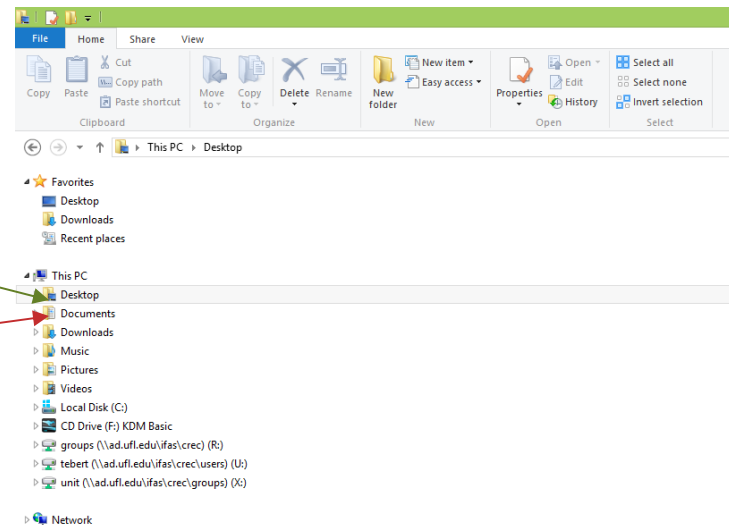 File Home Share View
Cut
Copy path
Paste shortcut
Copy Paste
Clipboard
Move to
Copy to
Delete Rename
Organize
New folder
New item
Easy access
New
Properties
Open
Edit
History
Open
Select all
Select none
Invert selection
Select
This PC Desktop
Favorites
Desktop
Downloads
Recent places
This PC
Desktop
Documents
Downloads
Music
Pictures
Videos
Local Disk (C:)
CD Drive (F:) KDM Basic
groups (\\ad.ufl.edu\ifas\crec) (R:)
tebert (\\ad.ufl.edu\ifas\crec\users) (U:)
unit (\\ad.ufl.edu\ifas\crec\groups) (X:)
Network